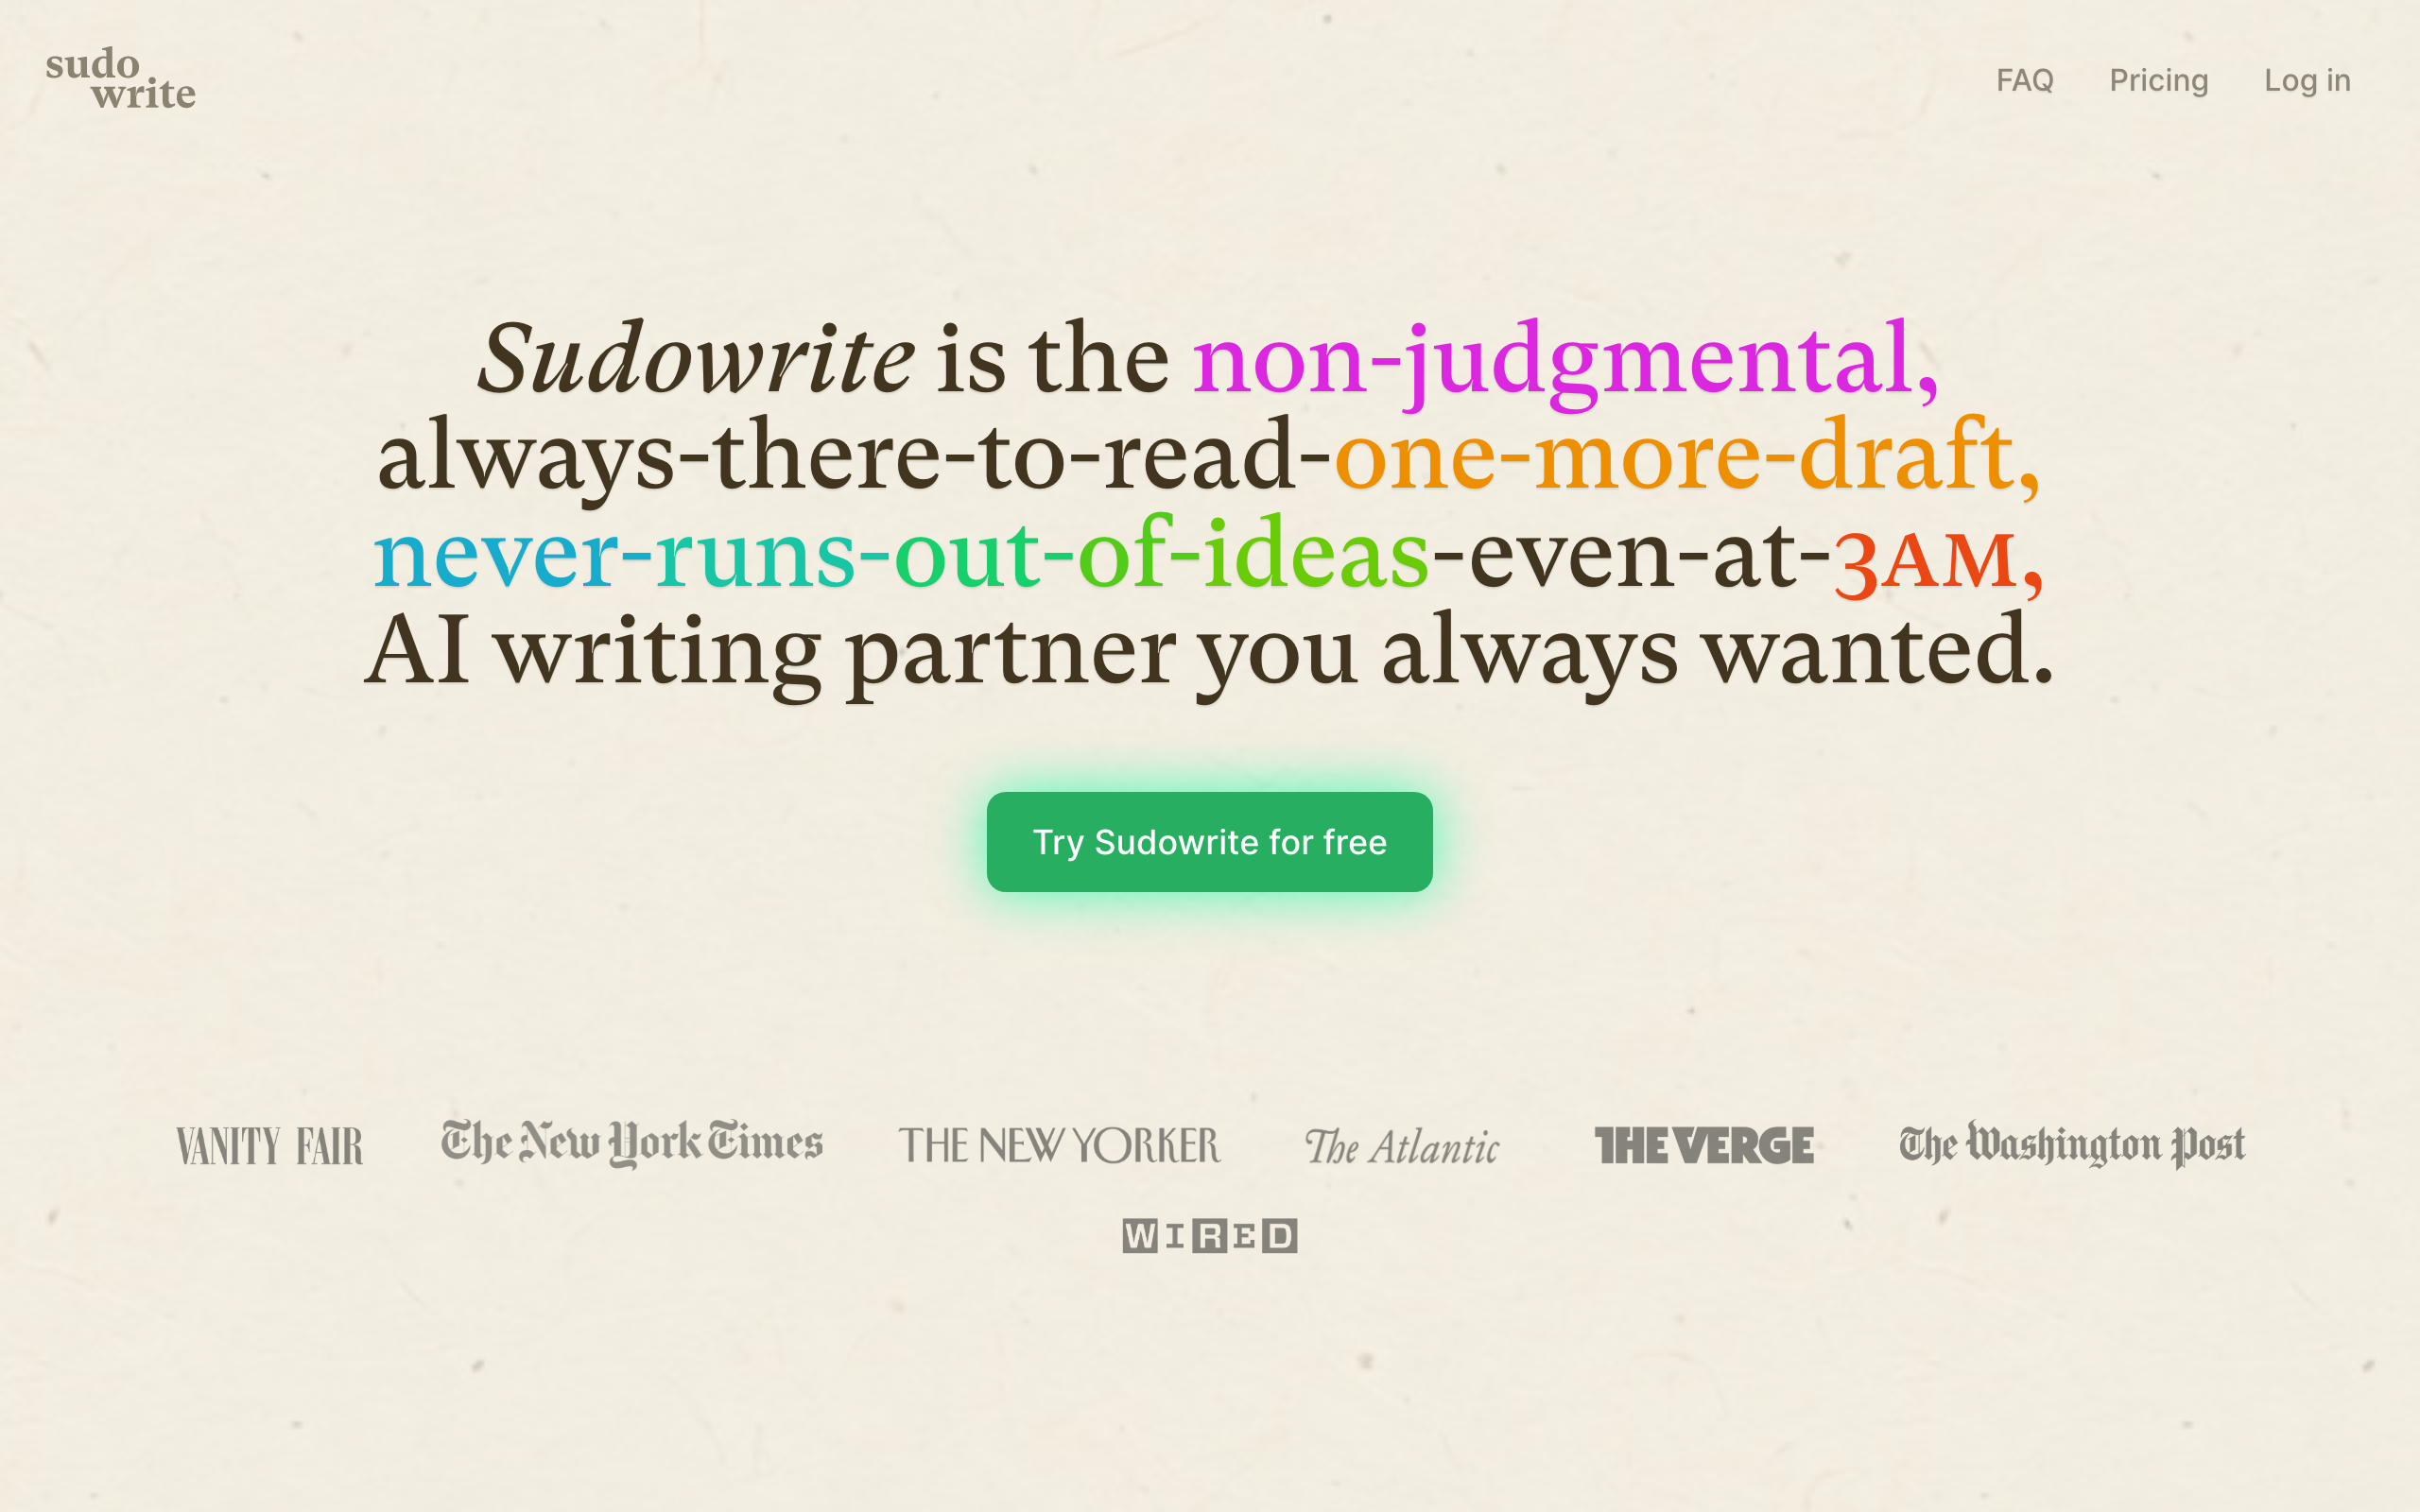 sudo
write
FAQ Pricing Log in
Sudowrite is the non-judgmental,
always-there-to-read-one-more-draft,
never-runs-out-of-ideas-even-at-3AM,
AI writing partner you always wanted.
Try Sudowrite for free
VANITY FAIR The New York Times THE NEW YORKER The Atlantic THE VERGE The Washington Post
WIRED